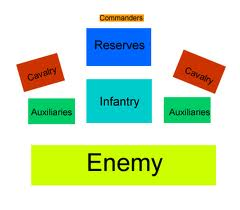 Commanders
Reserves
Cavalry
Cavalry
Infantry
Auxiliaries
Auxiliaries
Enemy